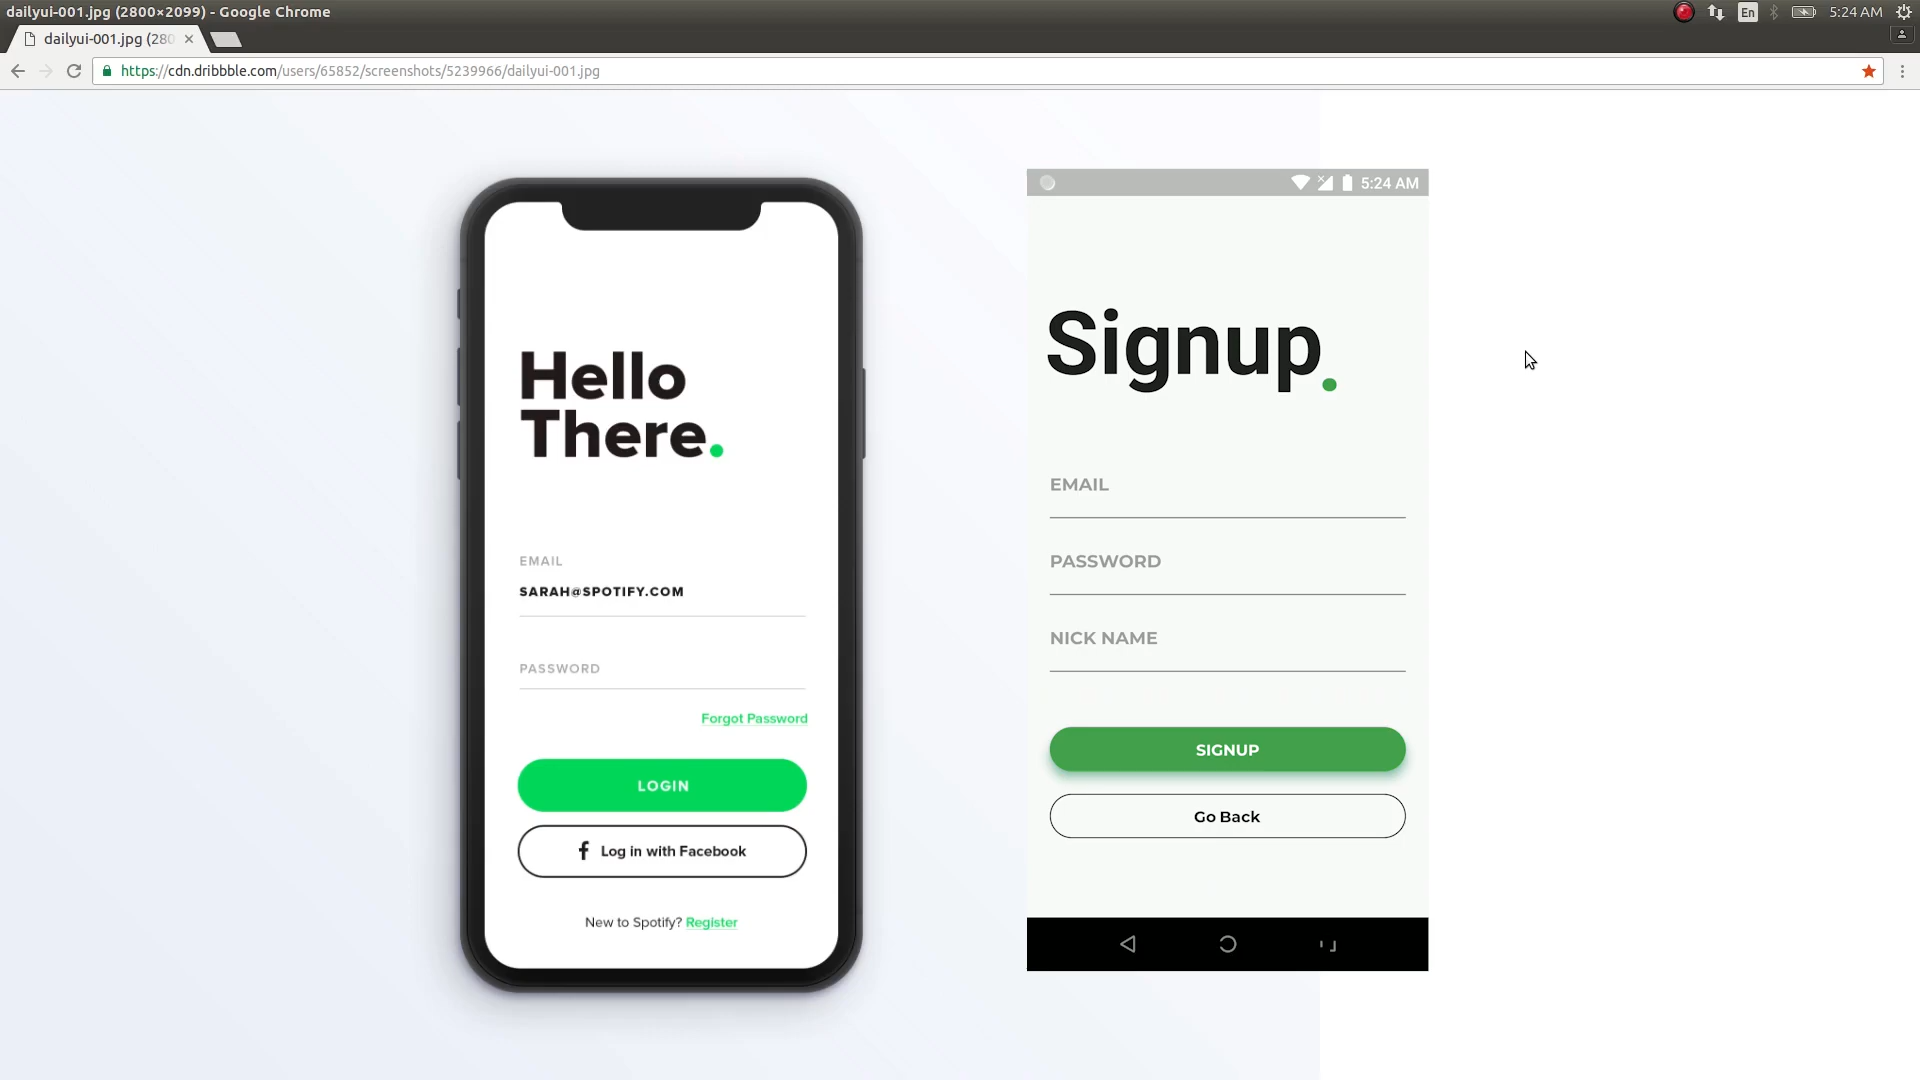 dailyui-001.jpg (2800×2099) - Google Chrome
En
5:24 AM
dailyui-001.jpg (280
https://cdn.dribbble.com/users/65852/screenshots/5239966/dailyui-001.jpg
Hello
There.
EMAIL
SARAH@SPOTIFY.COM
PASSWORD
Forgot Password
LOGIN
f Log in with Facebook
New to Spotify? Register
5:24 AM
Signup.
EMAIL
PASSWORD
NICK NAME
SIGNUP
Go Back